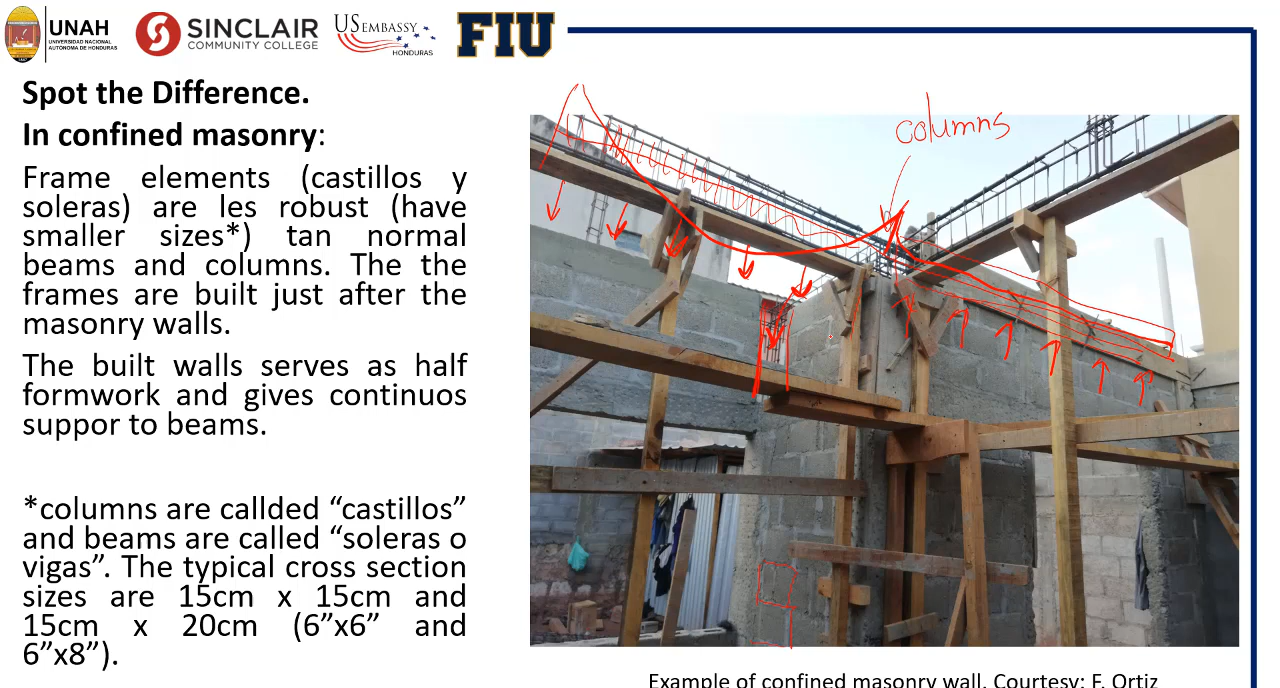 UNAH
UNIVERSIDAD NACIONAL
AUTÓNOMA DE HONDURAS
SINCLAIR
COMMUNITY COLLEGE
US EMBASSY
HONDURAS
FIU
Spot the Difference.
In confined masonry:
Frame elements (castillos y
soleras) are les robust (have
smaller sizes*) tan normal
beams and columns. The the
frames are built just after the
masonry walls.
The built walls serves as half
formwork and gives continuos
suppor to beams.
*columns are callded “castillos”
and beams are called “soleras o
vigas”. The typical cross section
sizes are 15cm x 15cm and
15cm x 20cm (6”x6” and
6”x8”).
columns
Example of confined masonry wall. Courtesy: F. Ortiz